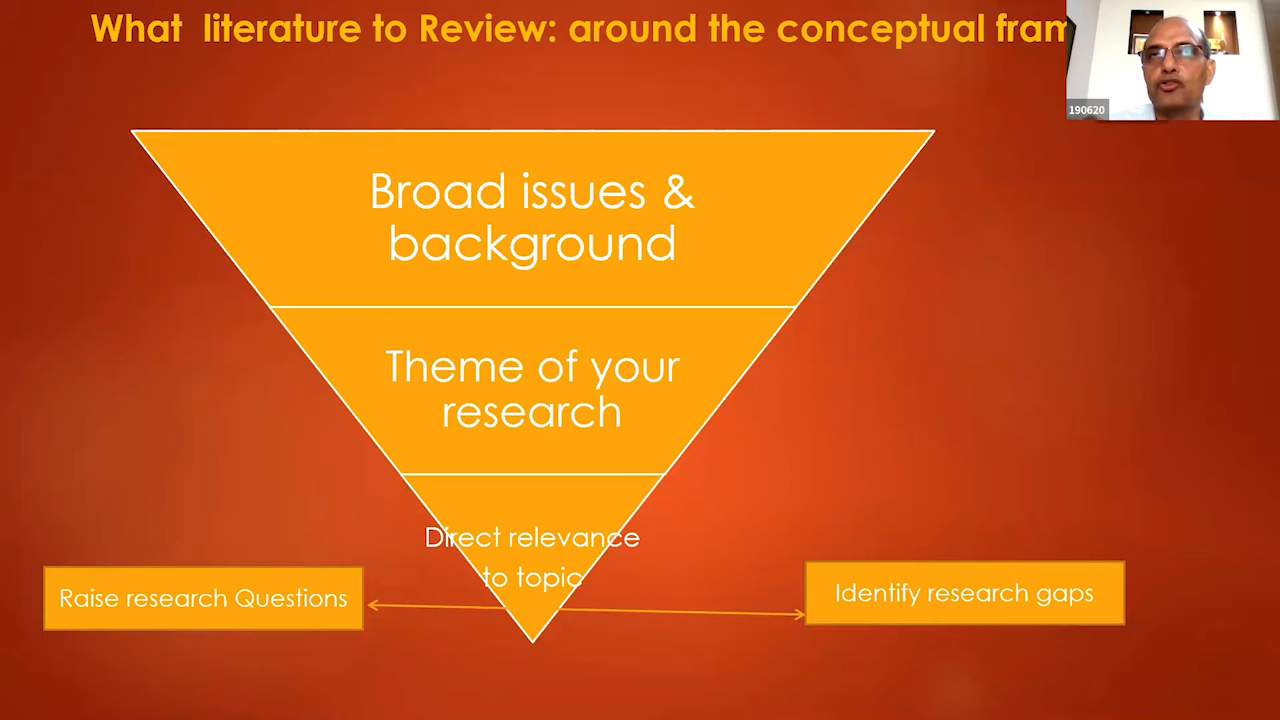 What literature to Review: around the conceptual fram
190620
Broad issues &
background
Theme of your
research
Direct relevance
to topic
Raise research Questions
Identify research gaps